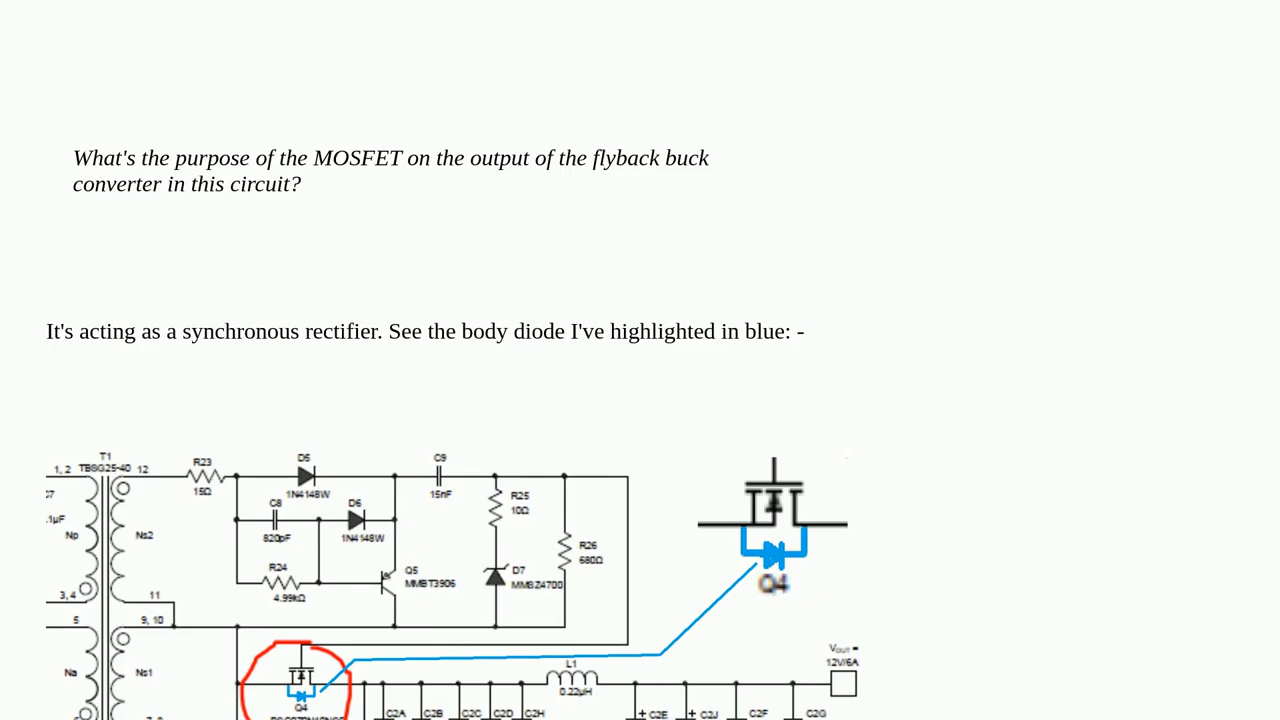 What's the purpose of the MOSFET on the output of the flyback buck
converter in this circuit?
It's acting as a synchronous rectifier. See the body diode I've highlighted in blue: -
T1
TBSG25-40
1, 2
12
R23
15Ω
D5
1N4148W
C9
15nF
C7
.1µF
Np
Ns2
C8
820pF
D6
1N4148W
R25
10Ω
R26
680Ω
R24
4.99kΩ
Q5
MMBT3906
D7
MMBZ4700
Q4
3, 4
11
5
9, 10
Na
Ns1
Q4
L1
0.22µH
VOUT =
12V/6A
C2A
C2B
C2C
C2D
C2H
+ C2E
+ C2J
C2F
C2G